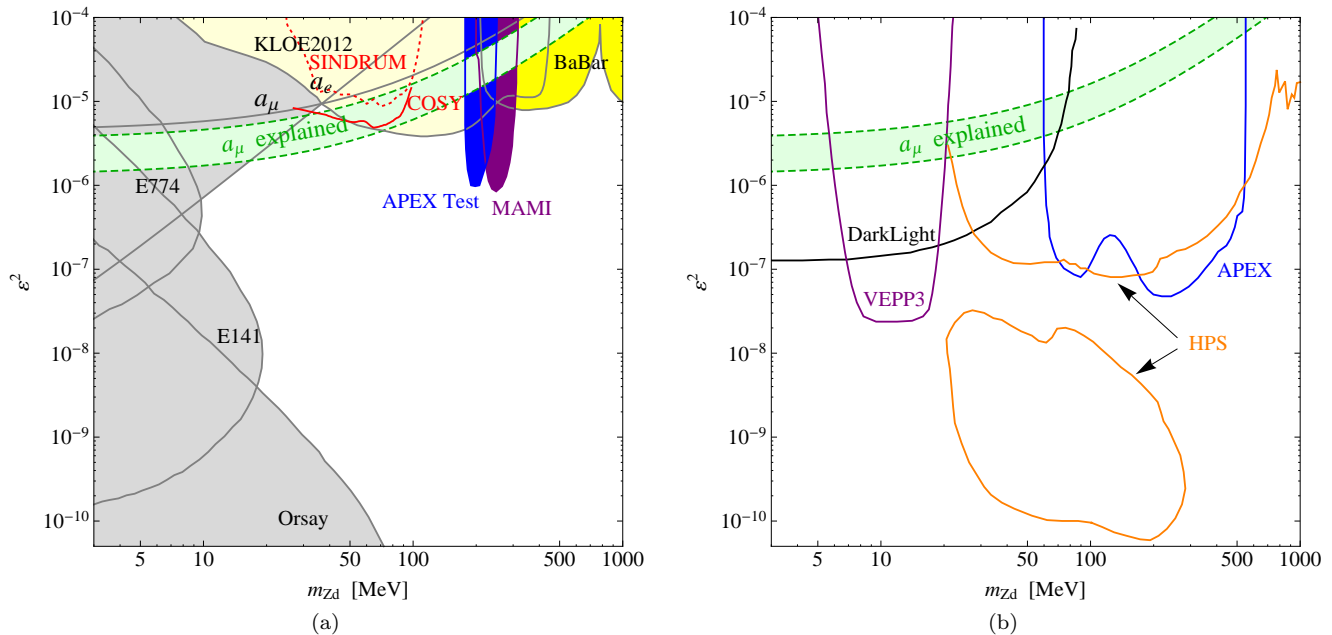 10⁻⁴
10⁻⁵
10⁻⁶
10⁻⁷
10⁻⁸
10⁻⁹
10⁻¹⁰
ε²
KLOE2012
SINDRUM
a_e
a_μ
COSY
a_μ explained
BaBar
E774
APEX Test
MAMI
E141
Orsay
5 10 50 100 500 1000
m_Zd [MeV]
(a)
10⁻⁴
10⁻⁵
10⁻⁶
10⁻⁷
10⁻⁸
10⁻⁹
10⁻¹⁰
ε²
a_μ explained
DarkLight
VEPP3
APEX
HPS
5 10 50 100 500 1000
m_Zd [MeV]
(b)